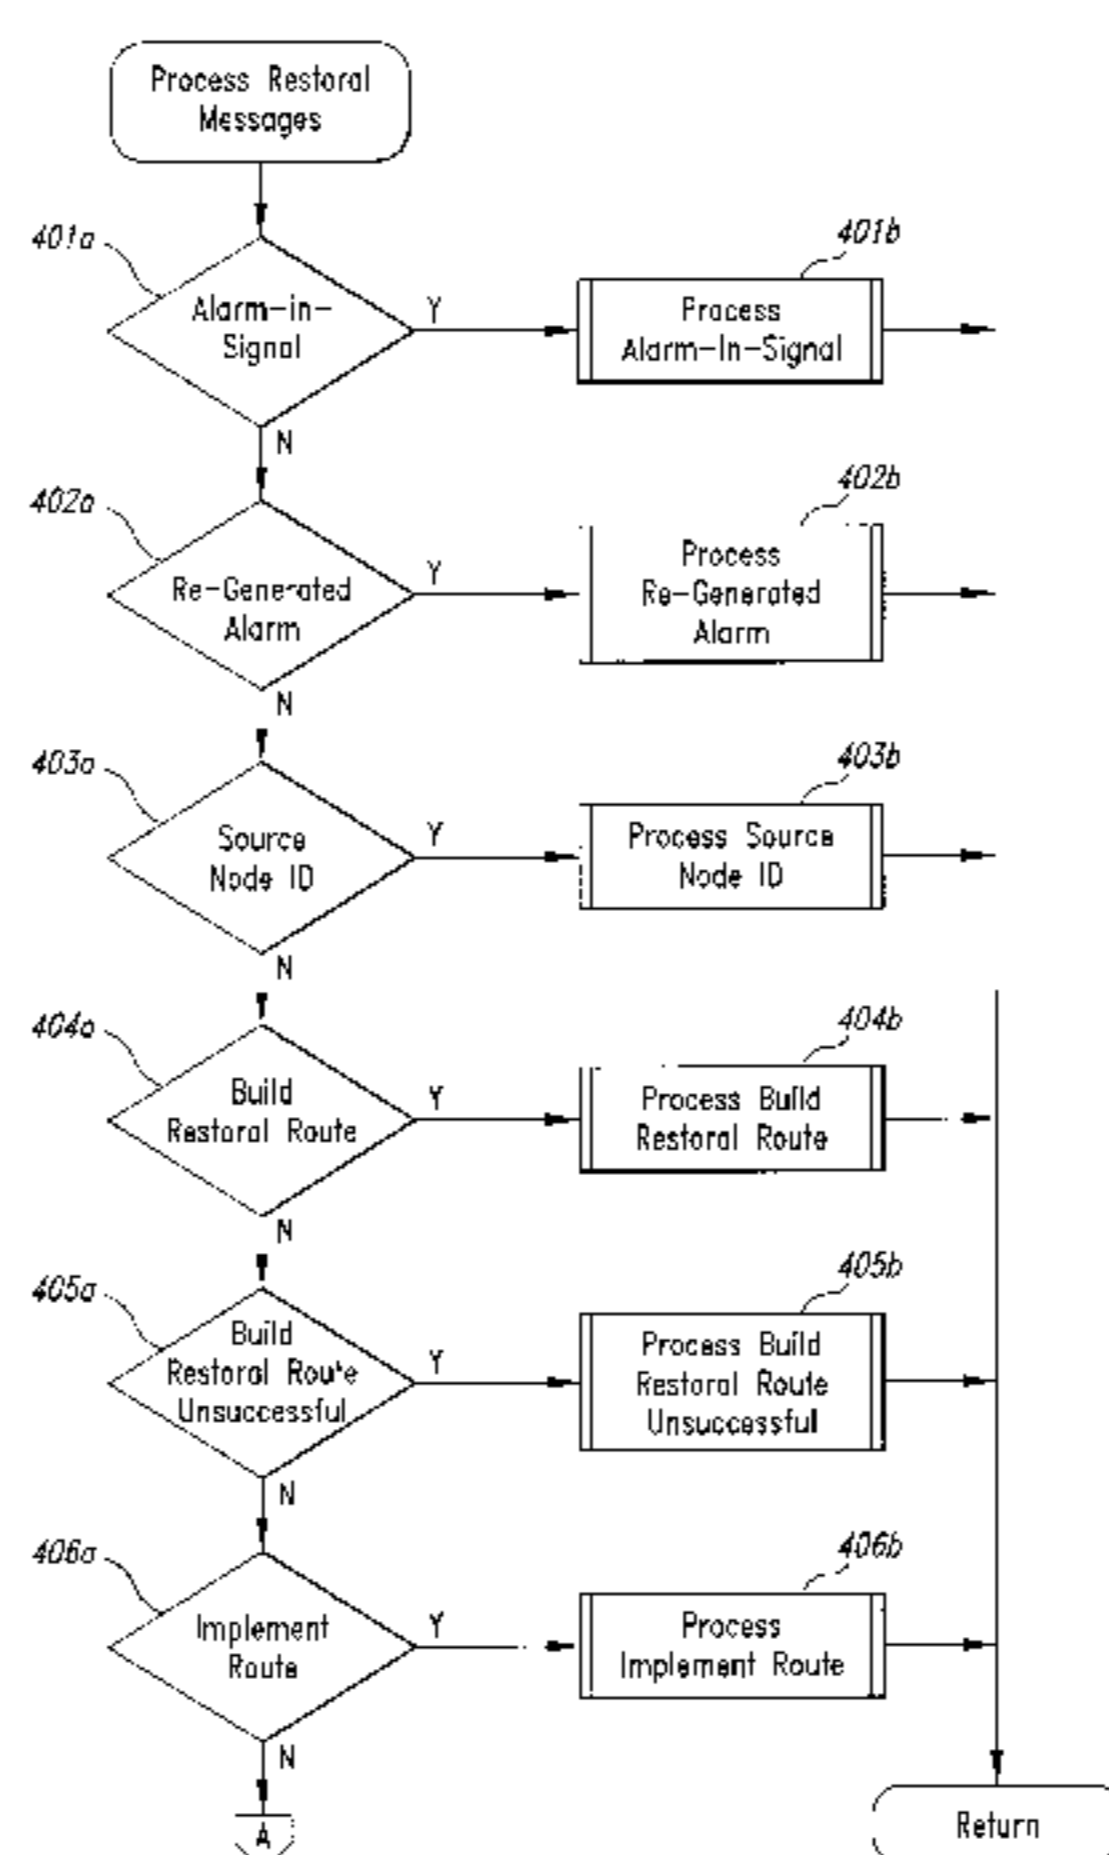 Process Restoral
Messages
401a
Alarm-in-
Signal
Y
401b
Process
Alarm-In-Signal
N
402a
Re-Generated
Alarm
Y
402b
Process
Re-Generated
Alarm
N
403a
Source
Node ID
Y
403b
Process Source
Node ID
N
404a
Build
Restoral Route
Y
404b
Process Build
Restoral Route
N
405a
Build
Restoral Route
Unsuccessful
Y
405b
Process Build
Restoral Route
Unsuccessful
N
406a
Implement
Route
Y
406b
Process
Implement Route
N
A
Return